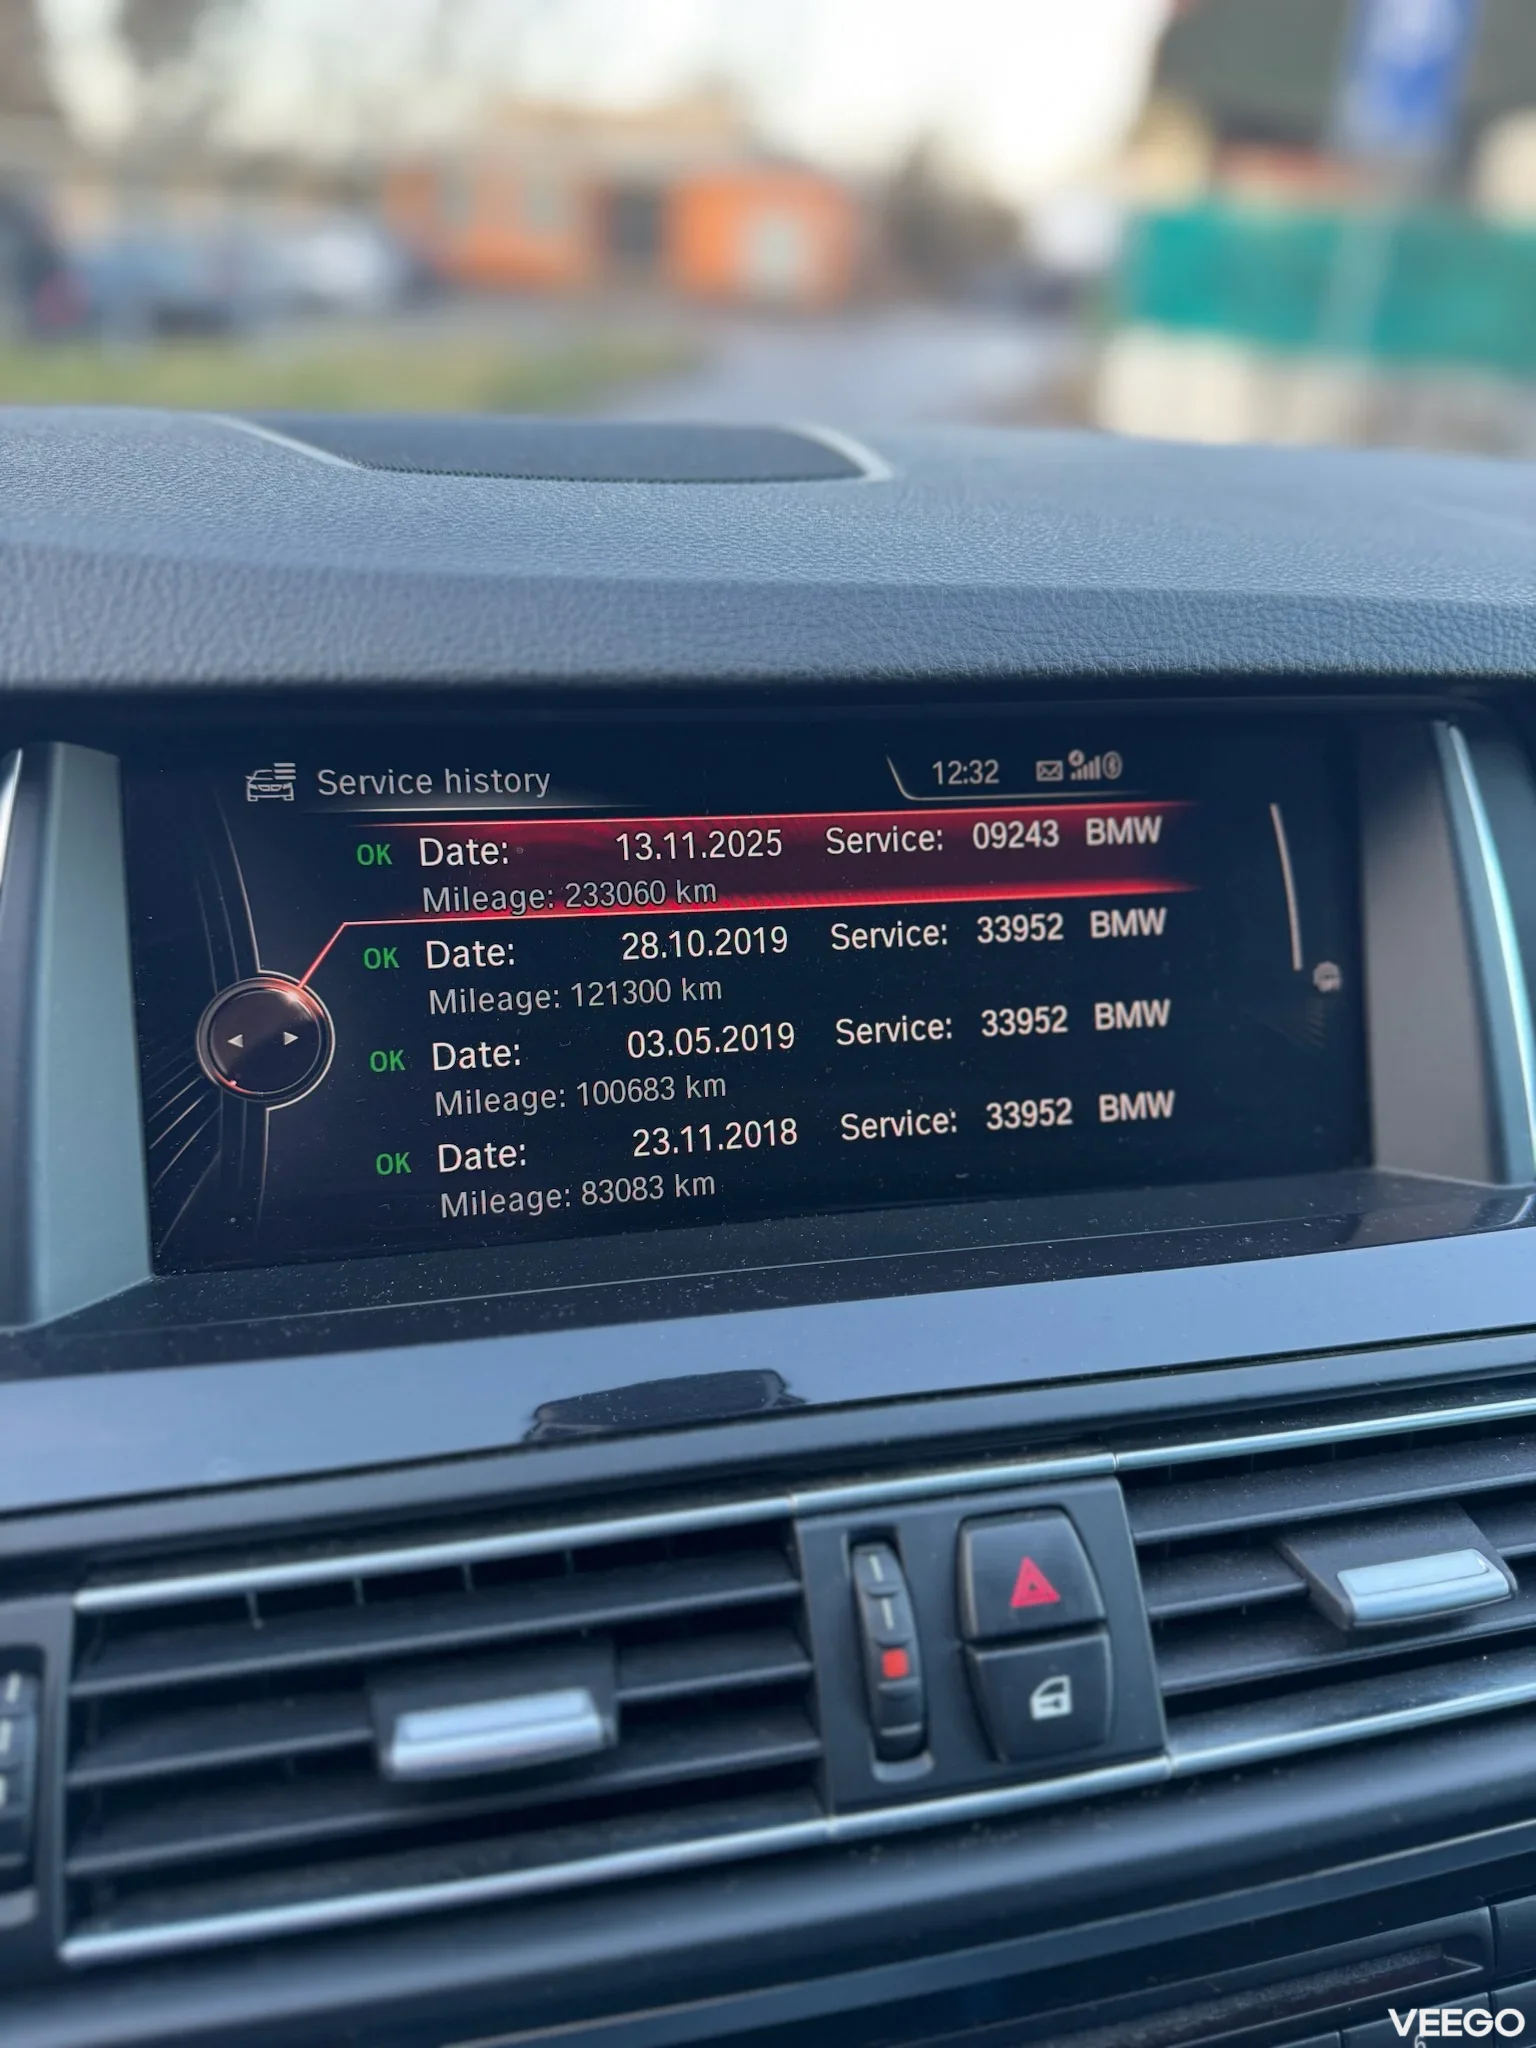 Service history 12:32
OK Date: 13.11.2025 Service: 09243 BMW
Mileage: 233060 km
OK Date: 28.10.2019 Service: 33952 BMW
Mileage: 121300 km
OK Date: 03.05.2019 Service: 33952 BMW
Mileage: 100683 km
OK Date: 23.11.2018 Service: 33952 BMW
Mileage: 83083 km
VEEGO
6